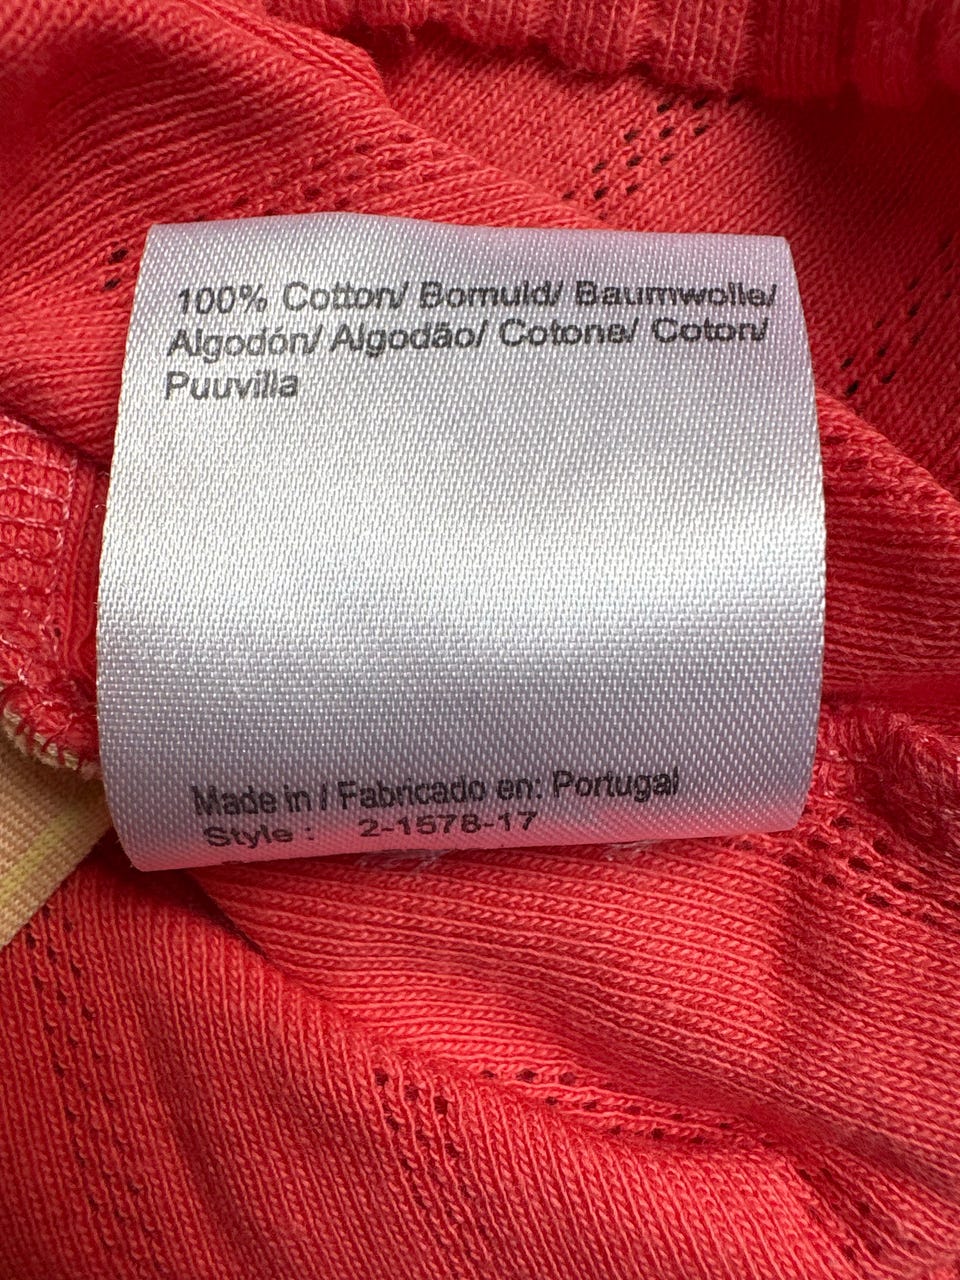 100% Cotton/ Bomuld/ Baumwolle/
Algodón/ Algodão/ Cotone/ Coton/
Puuvilla
Made in / Fabricado en: Portugal
Style : 2-1578-17